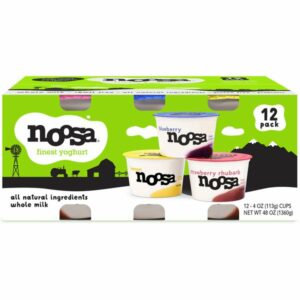 noosa
finest yoghurt
all natural ingredients
whole milk
12
pack
blueberry
noosa
noosa
strawberry rhubarb
noosa
12 - 4 OZ (113g) CUPS
NET WT 48 OZ (1360g)